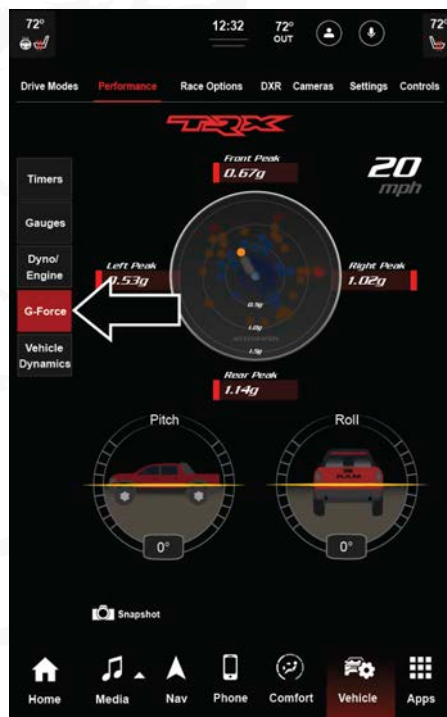 72°
12:32
72°
OUT
72°
Drive Modes Performance Race Options DXR Cameras Settings Controls
TRX
Timers
Gauges
Dyno/
Engine
G-Force
Vehicle
Dynamics
Front Peak
0.67g
20
mph
Left Peak
0.53g
Right Peak
1.02g
0.5g
1.0g
1.5g
Rear Peak
1.14g
Pitch
0°
Roll
RAM
0°
Snapshot
Home Media Nav Phone Comfort Vehicle Apps